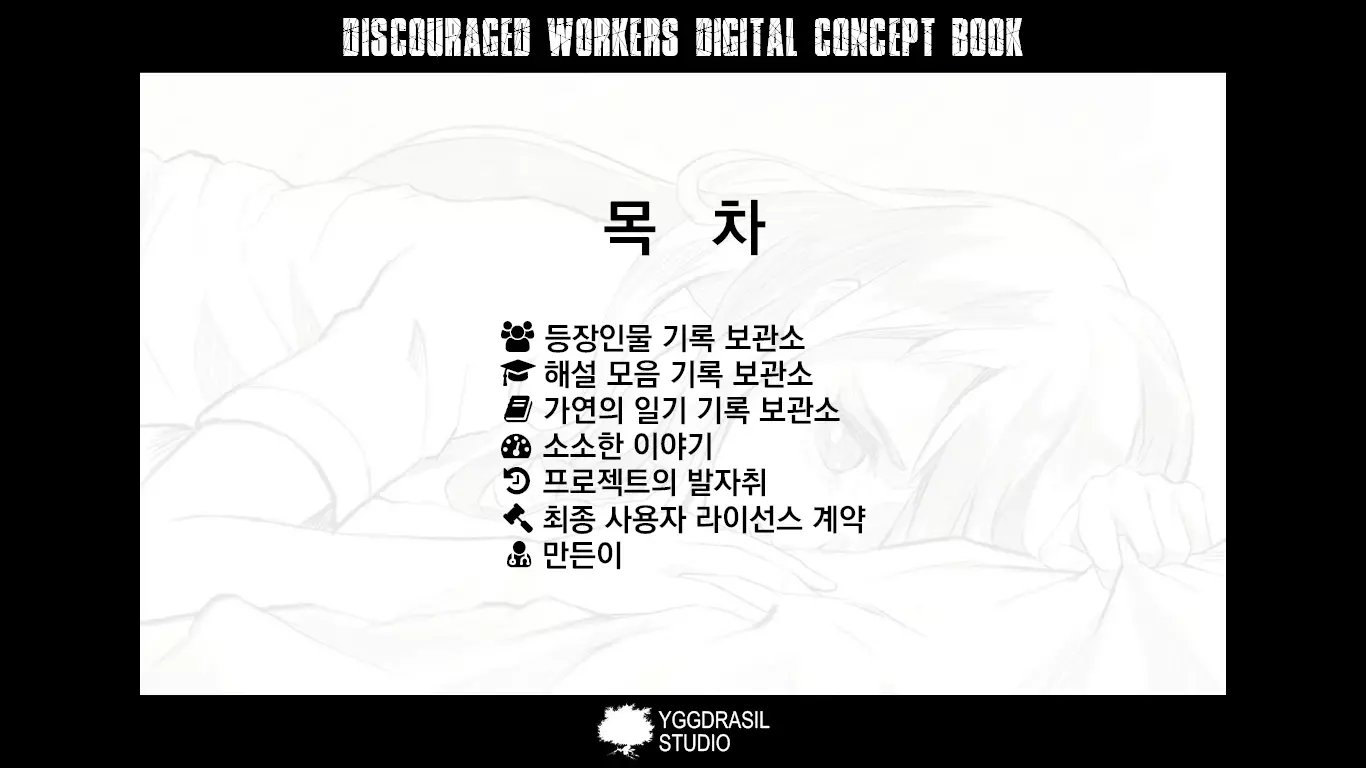 DISCOURAGED WORKERS DIGITAL CONCEPT BOOK
목 차
등장인물 기록 보관소
해설 모음 기록 보관소
가연의 일기 기록 보관소
소소한 이야기
프로젝트의 발자취
최종 사용자 라이선스 계약
만든이
YGGDRASIL
STUDIO